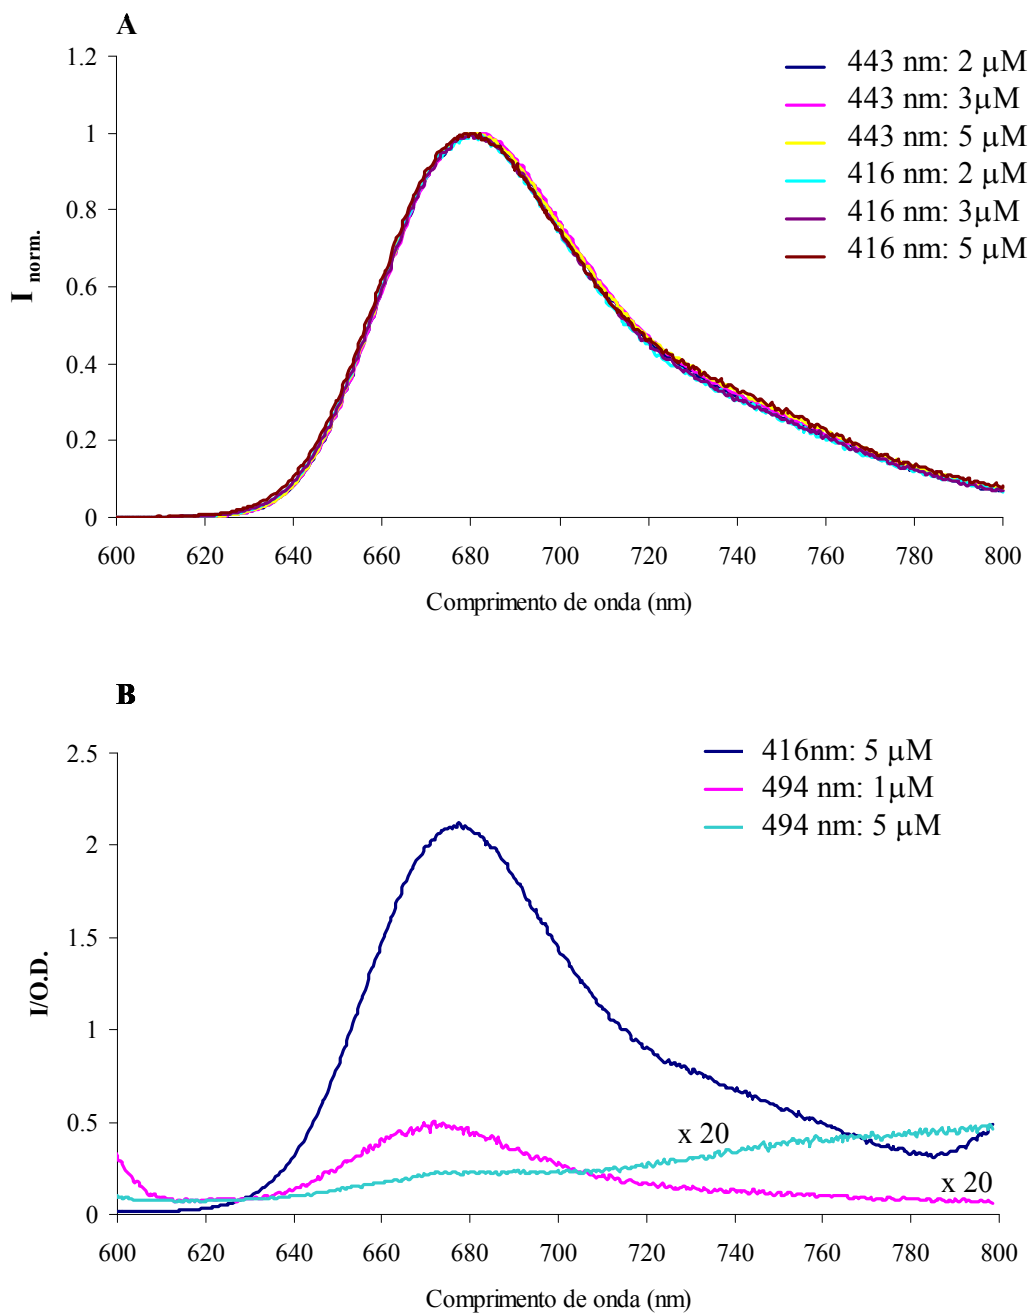 A
1.2
1
0.8
0.6
0.4
0.2
0
I norm.
443 nm: 2 μM
443 nm: 3μM
443 nm: 5 μM
416 nm: 2 μM
416 nm: 3μM
416 nm: 5 μM
600 620 640 660 680 700 720 740 760 780 800
Comprimento de onda (nm)
B
2.5
2
1.5
1
0.5
0
I/O.D.
416nm: 5 μM
494 nm: 1μM
494 nm: 5 μM
x 20
x 20
600 620 640 660 680 700 720 740 760 780 800
Comprimento de onda (nm)